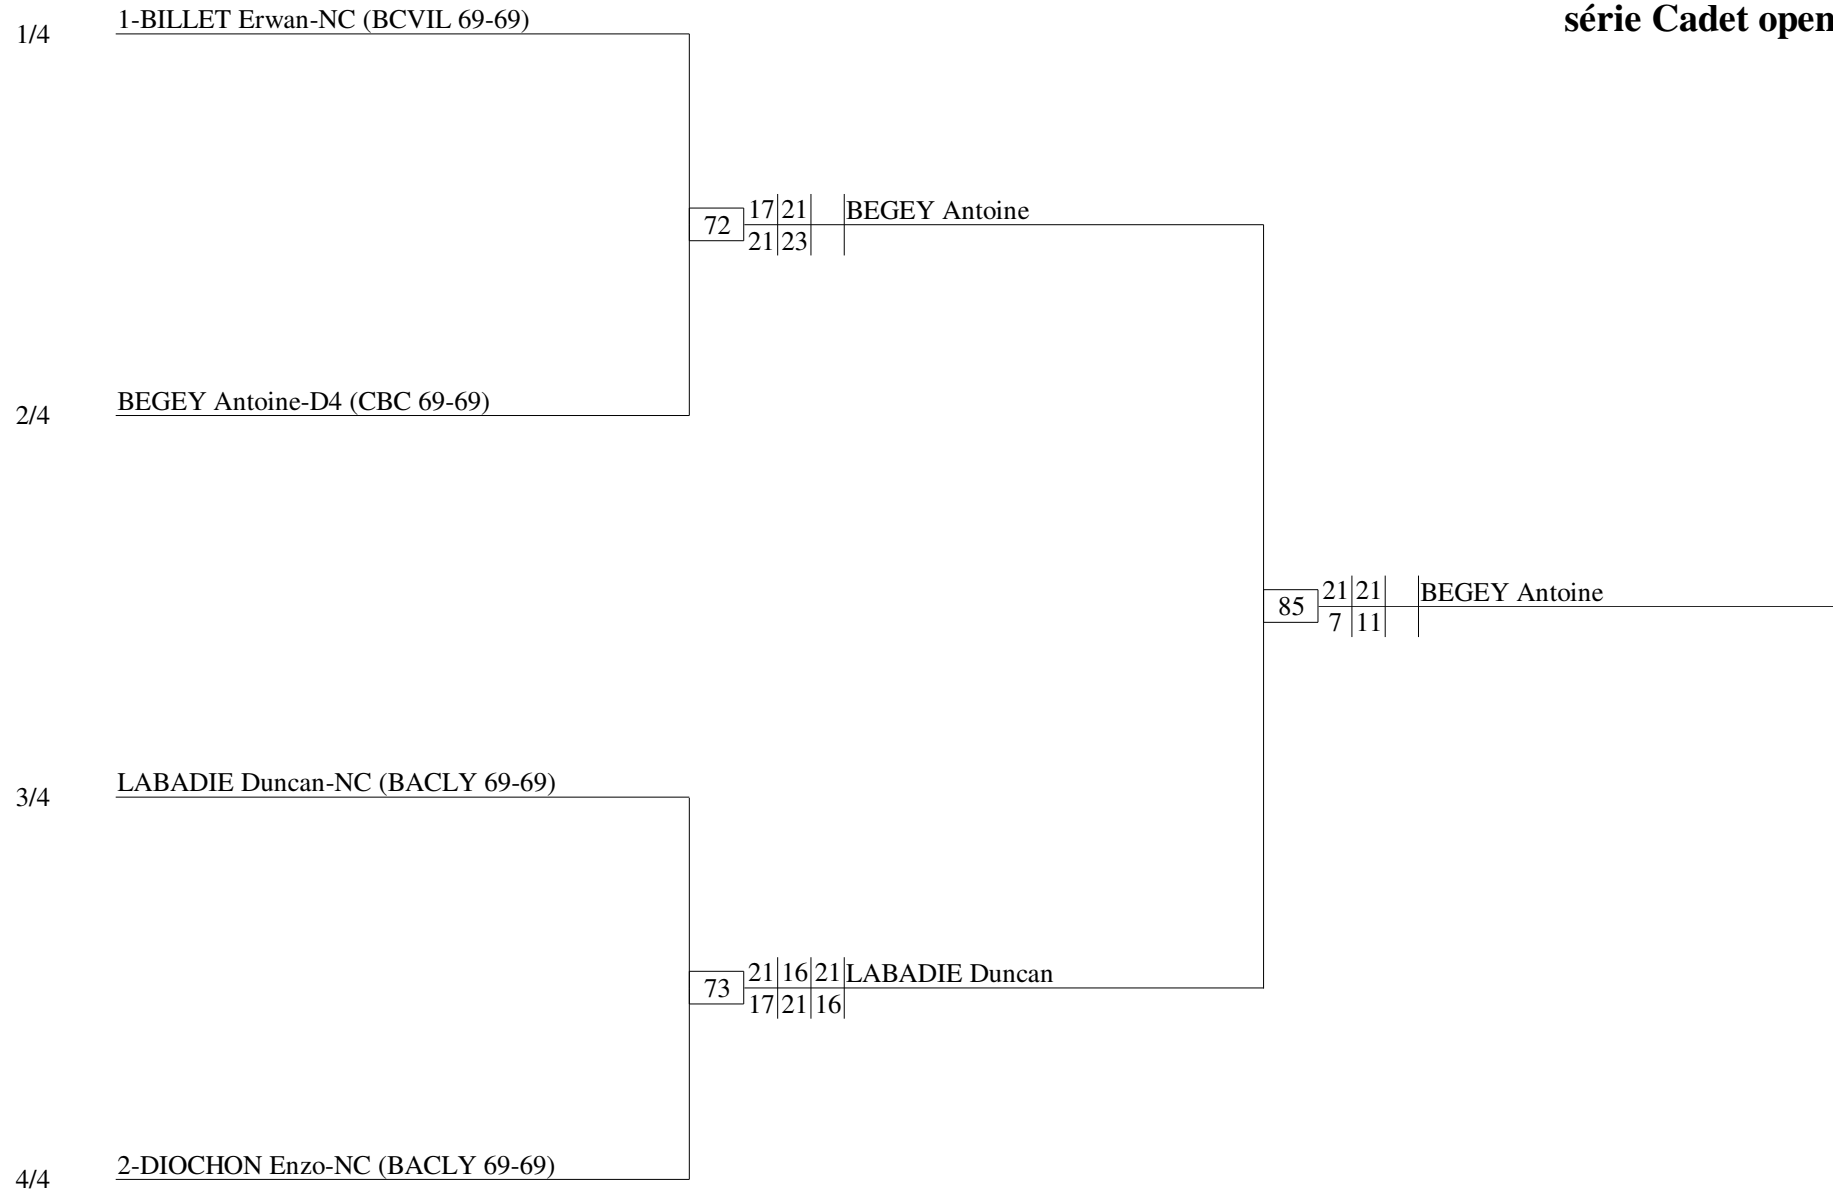 série Cadet open
1/4 1-BILLET Erwan-NC (BCVIL 69-69)
72 17 21 BEGEY Antoine
21 23
2/4 BEGEY Antoine-D4 (CBC 69-69)
85 21 21 BEGEY Antoine
7 11
3/4 LABADIE Duncan-NC (BACLY 69-69)
73 21 16 21 LABADIE Duncan
17 21 16
4/4 2-DIOCHON Enzo-NC (BACLY 69-69)